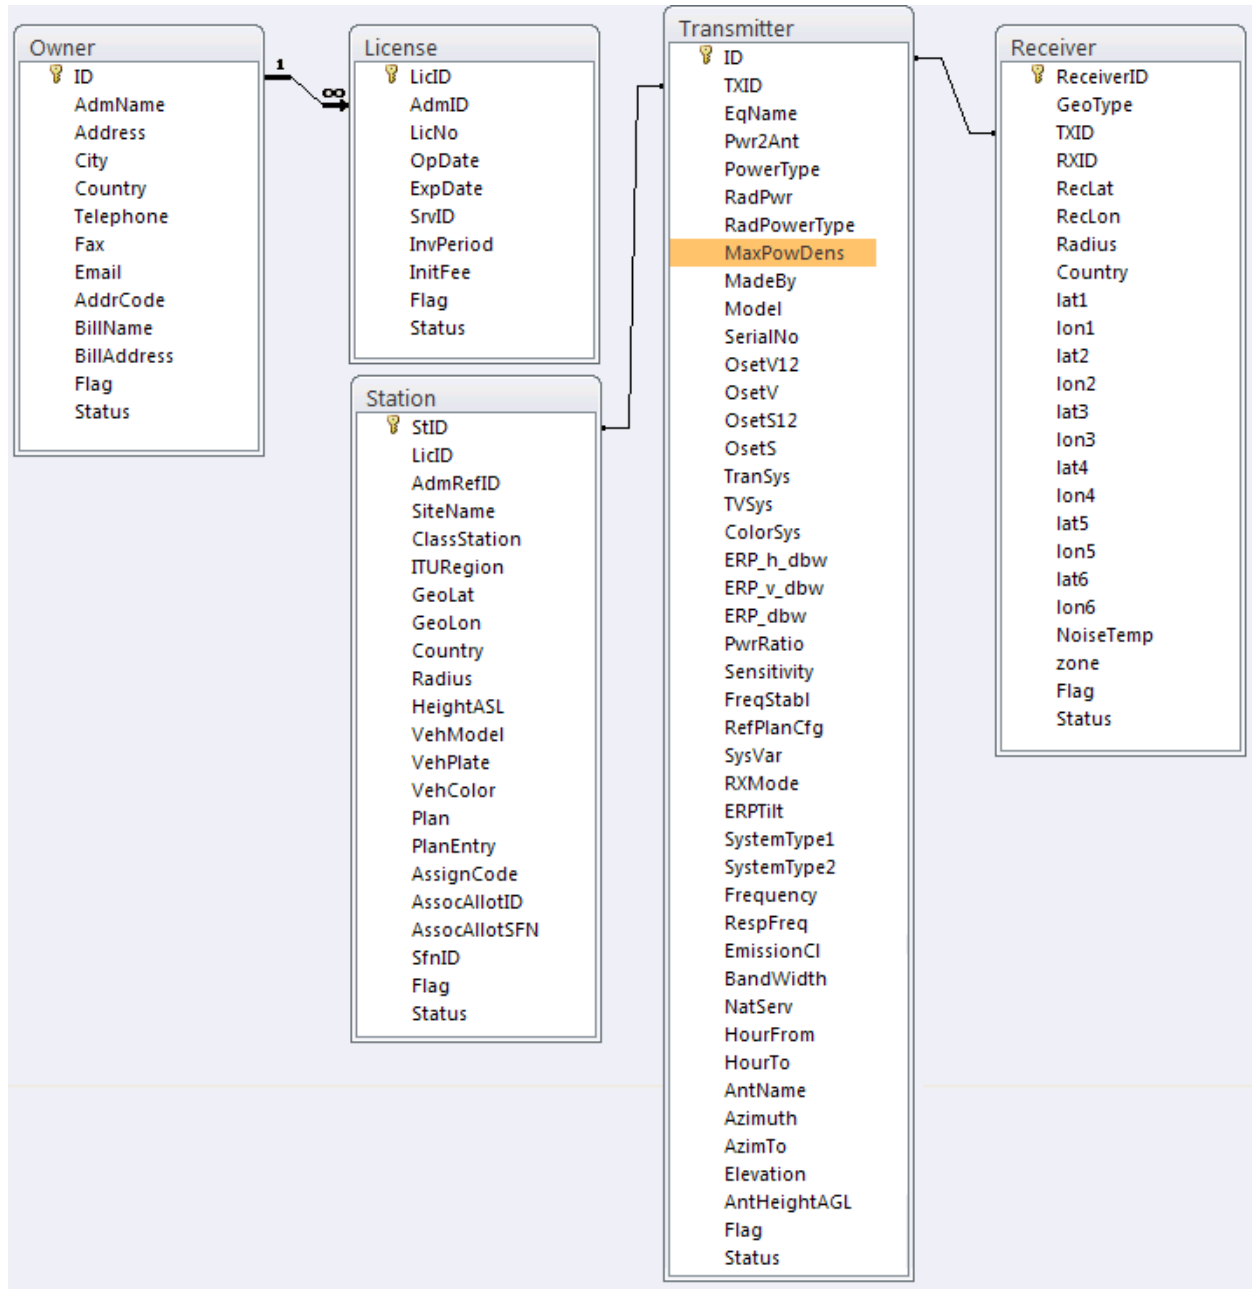 Owner
ID
AdmName
Address
City
Country
Telephone
Fax
Email
AddrCode
BillName
BillAddress
Flag
Status
1
∞
License
LicID
AdmID
LicNo
OpDate
ExpDate
SrvID
InvPeriod
InitFee
Flag
Status
Station
StID
LicID
AdmRefID
SiteName
ClassStation
ITURegion
GeoLat
GeoLon
Country
Radius
HeightASL
VehModel
VehPlate
VehColor
Plan
PlanEntry
AssignCode
AssocAllotID
AssocAllotSFN
SfnID
Flag
Status
Transmitter
ID
TXID
EqName
Pwr2Ant
PowerType
RadPwr
RadPowerType
MaxPowDens
MadeBy
Model
SerialNo
OsetV12
OsetV
OsetS12
OsetS
TranSys
TVSys
ColorSys
ERP_h_dbw
ERP_v_dbw
ERP_dbw
PwrRatio
Sensitivity
FreqStabl
RefPlanCfg
SysVar
RXMode
ERPTilt
SystemType1
SystemType2
Frequency
RespFreq
EmissionCl
BandWidth
NatServ
HourFrom
HourTo
AntName
Azimuth
AzimTo
Elevation
AntHeightAGL
Flag
Status
Receiver
ReceiverID
GeoType
TXID
RXID
RecLat
RecLon
Radius
Country
lat1
lon1
lat2
lon2
lat3
lon3
lat4
lon4
lat5
lon5
lat6
lon6
NoiseTemp
zone
Flag
Status